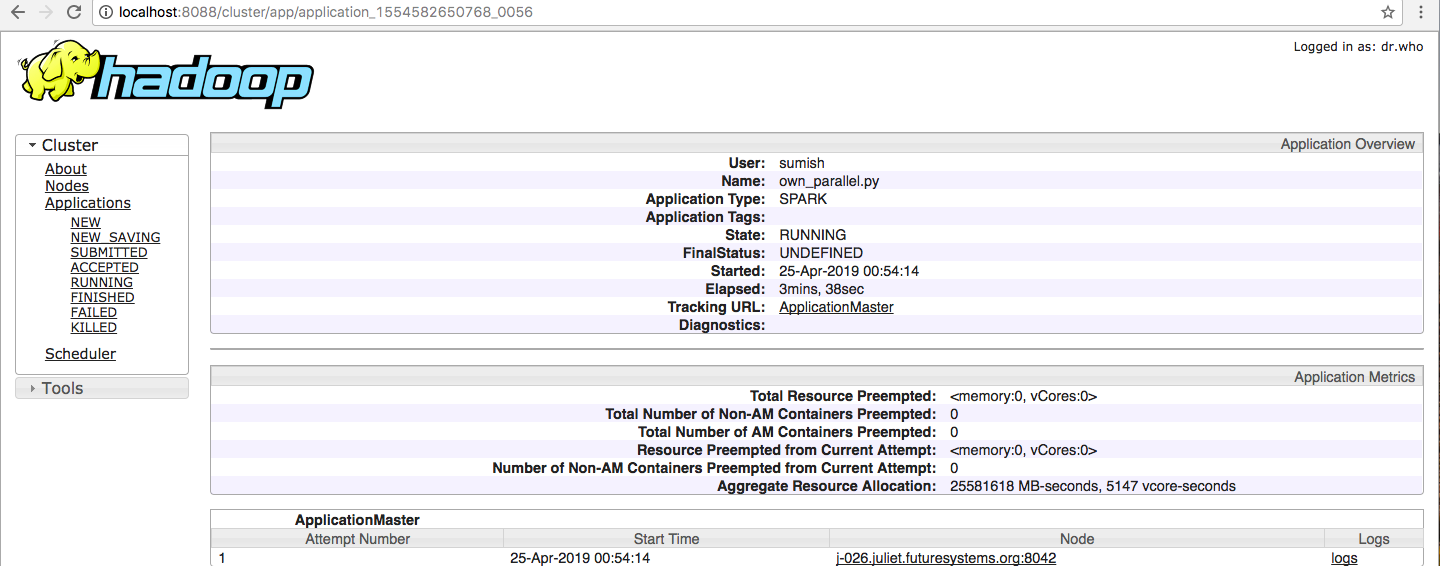 localhost:8088/cluster/app/application_1554582650768_0056
Logged in as: dr.who
hadoop
Cluster
About
Nodes
Applications
NEW
NEW_SAVING
SUBMITTED
ACCEPTED
RUNNING
FINISHED
FAILED
KILLED
Scheduler
Tools
Application Overview
User: sumish
Name: own_parallel.py
Application Type: SPARK
Application Tags:
State: RUNNING
FinalStatus: UNDEFINED
Started: 25-Apr-2019 00:54:14
Elapsed: 3mins, 38sec
Tracking URL: ApplicationMaster
Diagnostics:
Application Metrics
Total Resource Preempted: <memory:0, vCores:0>
Total Number of Non-AM Containers Preempted: 0
Total Number of AM Containers Preempted: 0
Resource Preempted from Current Attempt: <memory:0, vCores:0>
Number of Non-AM Containers Preempted from Current Attempt: 0
Aggregate Resource Allocation: 25581618 MB-seconds, 5147 vcore-seconds
ApplicationMaster
Attempt Number Start Time Node Logs
1 25-Apr-2019 00:54:14 j-026.juliet.futuresystems.org:8042 logs